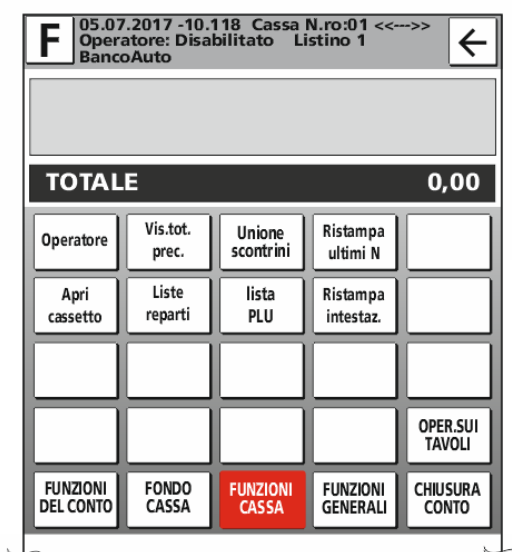 F
05.07.2017 -10.118 Cassa N.ro:01 <<--->>
Operatore: Disabilitato Listino 1
BancoAuto
TOTALE 0,00
Operatore
Vis.tot.
prec.
Unione
scontrini
Ristampa
ultimi N
Apri
cassetto
Liste
reparti
lista
PLU
Ristampa
intestaz.
OPER.SUI
TAVOLI
FUNZIONI
DEL CONTO
FONDO
CASSA
FUNZIONI
CASSA
FUNZIONI
GENERALI
CHIUSURA
CONTO